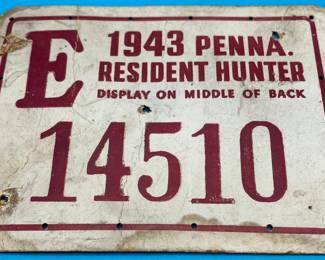 E 1943 PENNA.
RESIDENT HUNTER
DISPLAY ON MIDDLE OF BACK
14510